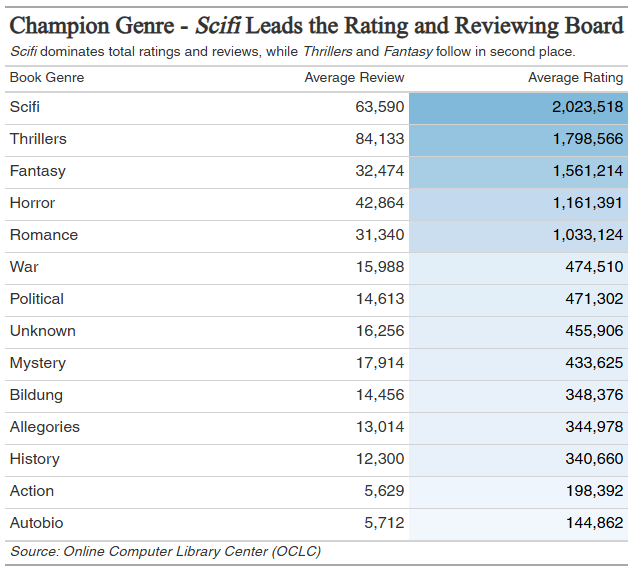 Champion Genre - Scifi Leads the Rating and Reviewing Board
Scifi dominates total ratings and reviews, while Thrillers and Fantasy follow in second place.
Book Genre Average Review Average Rating
Scifi 63,590 2,023,518
Thrillers 84,133 1,798,566
Fantasy 32,474 1,561,214
Horror 42,864 1,161,391
Romance 31,340 1,033,124
War 15,988 474,510
Political 14,613 471,302
Unknown 16,256 455,906
Mystery 17,914 433,625
Bildung 14,456 348,376
Allegories 13,014 344,978
History 12,300 340,660
Action 5,629 198,392
Autobio 5,712 144,862
Source: Online Computer Library Center (OCLC)